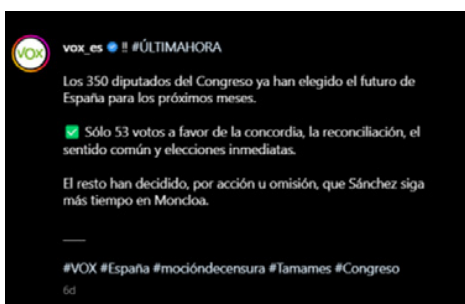 VOX
vox_es ‼ #ÚLTIMAHORA
Los 350 diputados del Congreso ya han elegido el futuro de
España para los próximos meses.
✅ Sólo 53 votos a favor de la concordia, la reconciliación, el
sentido común y elecciones inmediatas.
El resto han decidido, por acción u omisión, que Sánchez siga
más tiempo en Moncloa.
___
#VOX #España #mocióndecensura #Tamames #Congreso
6d